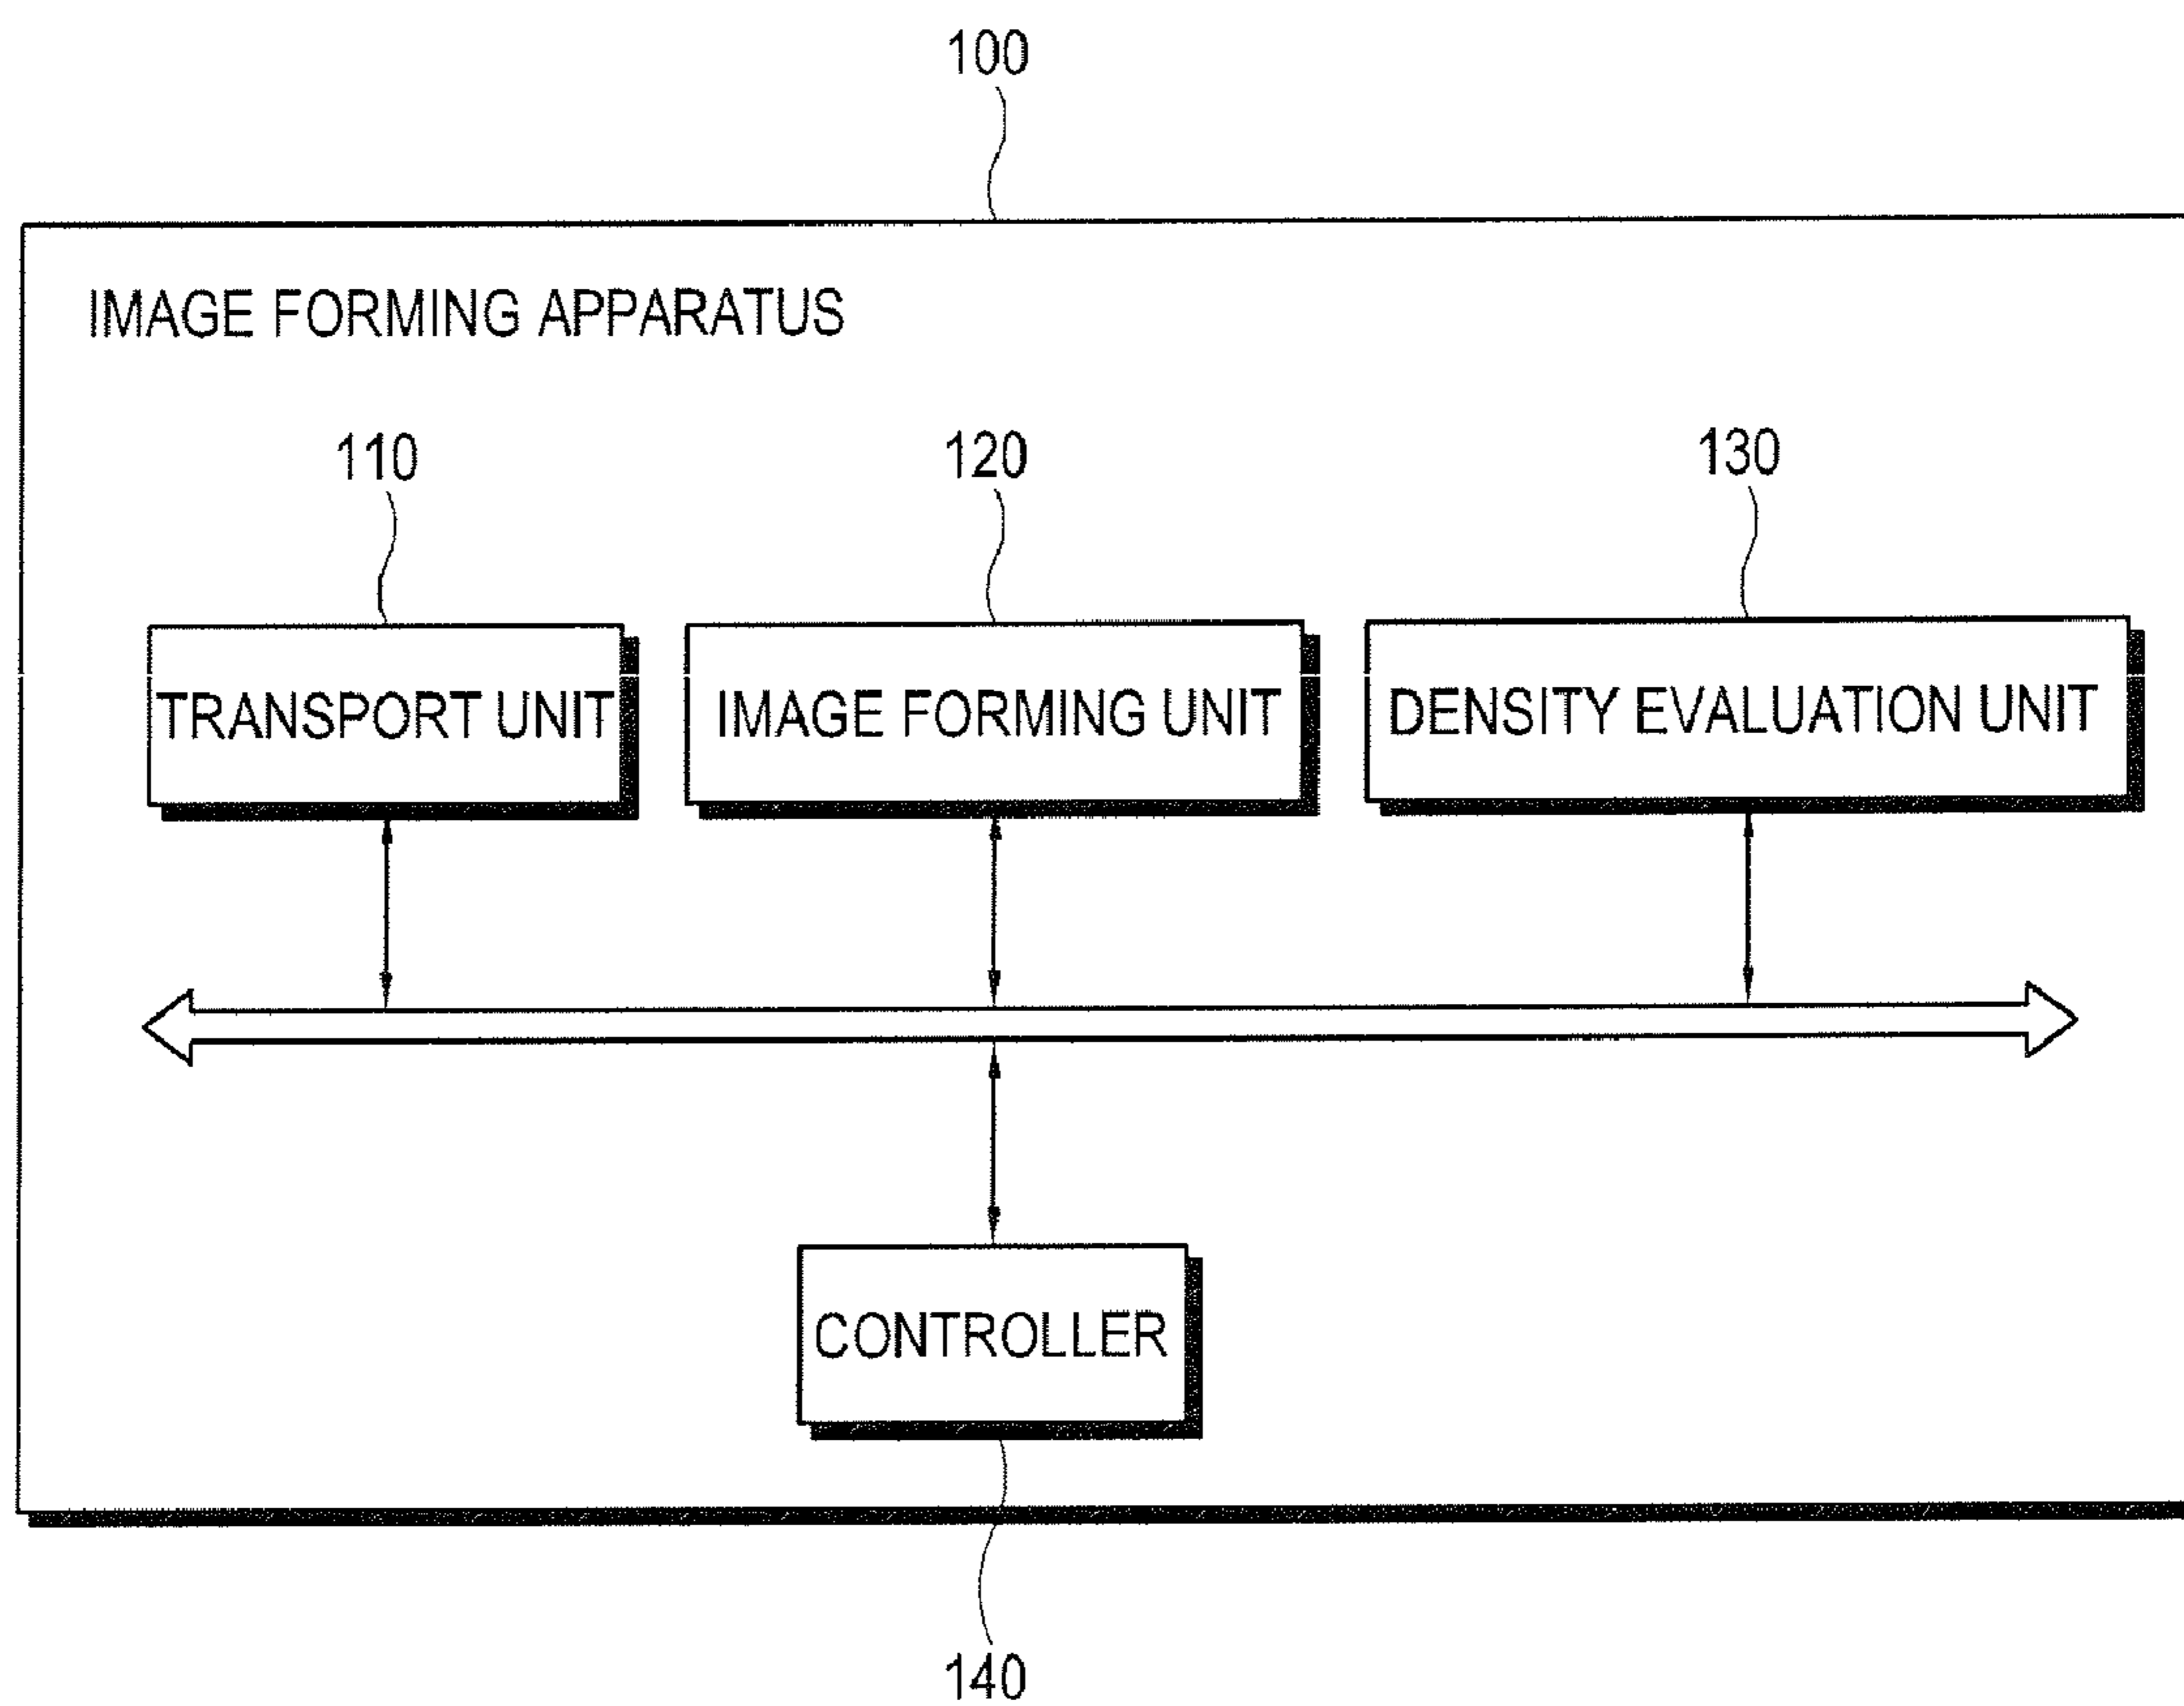 100
IMAGE FORMING APPARATUS
110
120
130
TRANSPORT UNIT
IMAGE FORMING UNIT
DENSITY EVALUATION UNIT
CONTROLLER
140